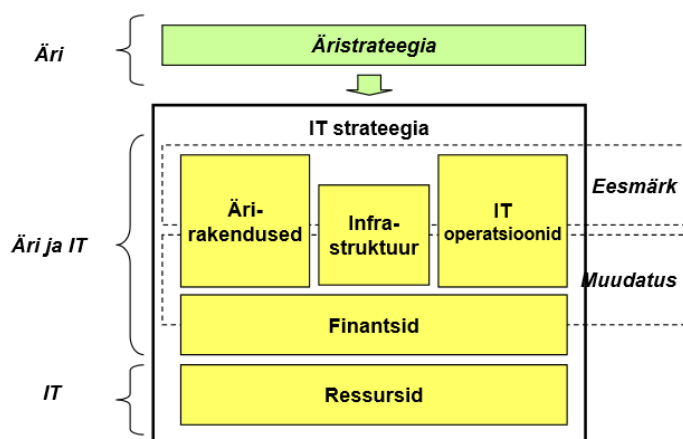 Äri
Äristrateegia
IT strateegia
Äri ja IT
Äri-
rakendused
Infra-
struktuur
IT
operatsioonid
Eesmärk
Muudatus
Finantsid
IT
Ressursid